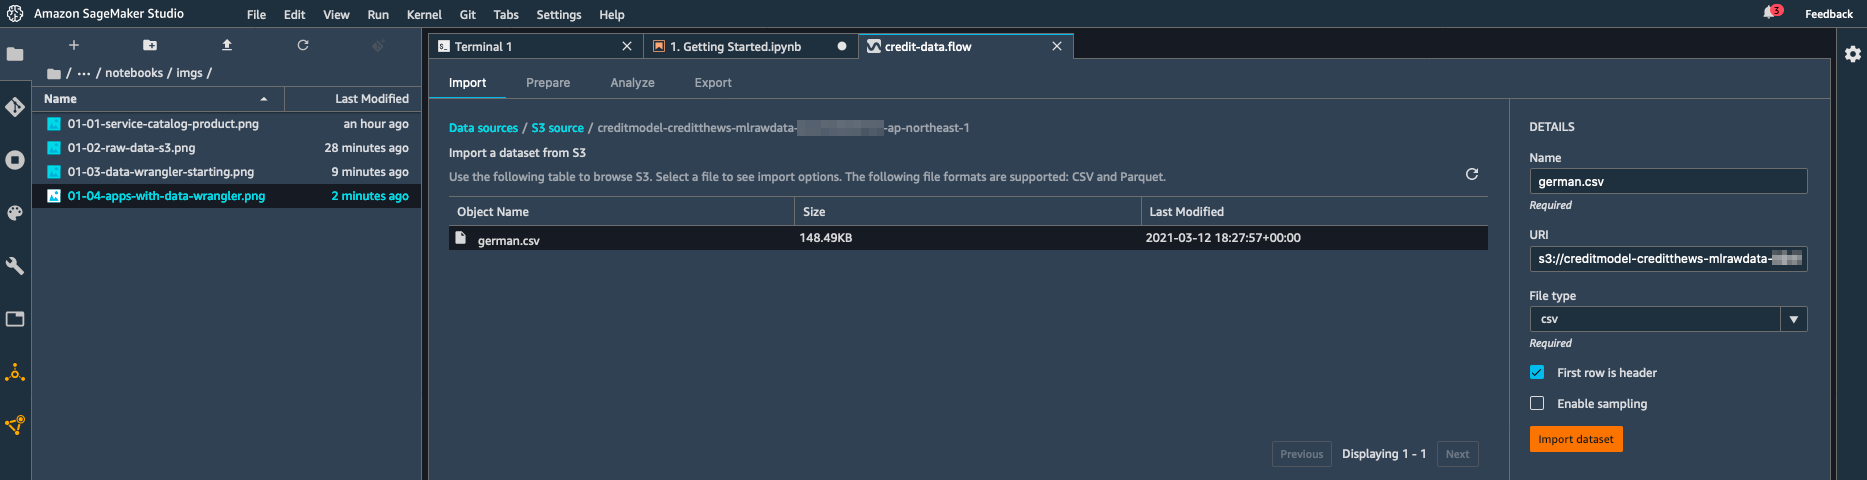 Amazon SageMaker Studio File Edit View Run Kernel Git Tabs Settings Help 3 Feedback
/ ... / notebooks / imgs /
Name Last Modified
01-01-service-catalog-product.png an hour ago
01-02-raw-data-s3.png 28 minutes ago
01-03-data-wrangler-starting.png 9 minutes ago
01-04-apps-with-data-wrangler.png 2 minutes ago
Terminal 1 1. Getting Started.ipynb credit-data.flow
Import Prepare Analyze Export
Data sources / S3 source / creditmodel-creditthews-mlrawdata- -ap-northeast-1
Import a dataset from S3
Use the following table to browse S3. Select a file to see import options. The following file formats are supported: CSV and Parquet.
Object Name Size Last Modified
german.csv 148.49KB 2021-03-12 18:27:57+00:00
Previous Displaying 1 - 1 Next
DETAILS
Name
german.csv
Required
URI
s3://creditmodel-creditthews-mlrawdata-
File type
csv
Required
First row is header
Enable sampling
Import dataset